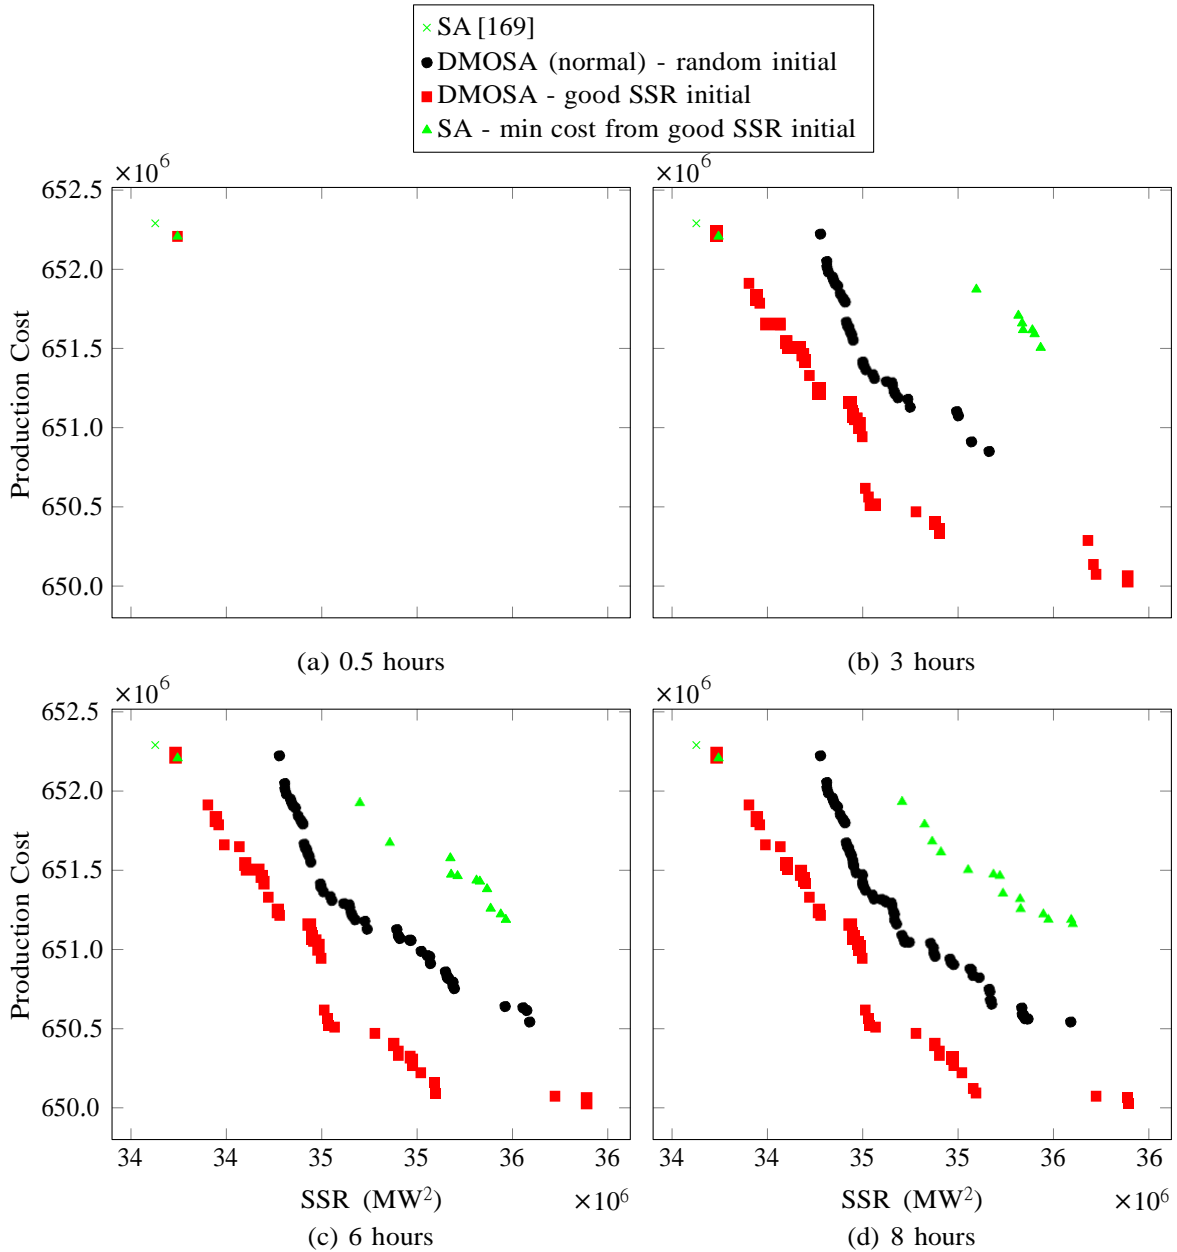 SA [169]
DMOSA (normal) - random initial
DMOSA - good SSR initial
SA - min cost from good SSR initial
×10⁶
×10⁶
652.5
652.0
651.5
651.0
650.5
650.0
Production Cost
(a) 0.5 hours
(b) 3 hours
×10⁶
×10⁶
652.5
652.0
651.5
651.0
650.5
650.0
Production Cost
34 34 35 35 36 36
34 34 35 35 36 36
SSR (MW²) ×10⁶
SSR (MW²) ×10⁶
(c) 6 hours
(d) 8 hours